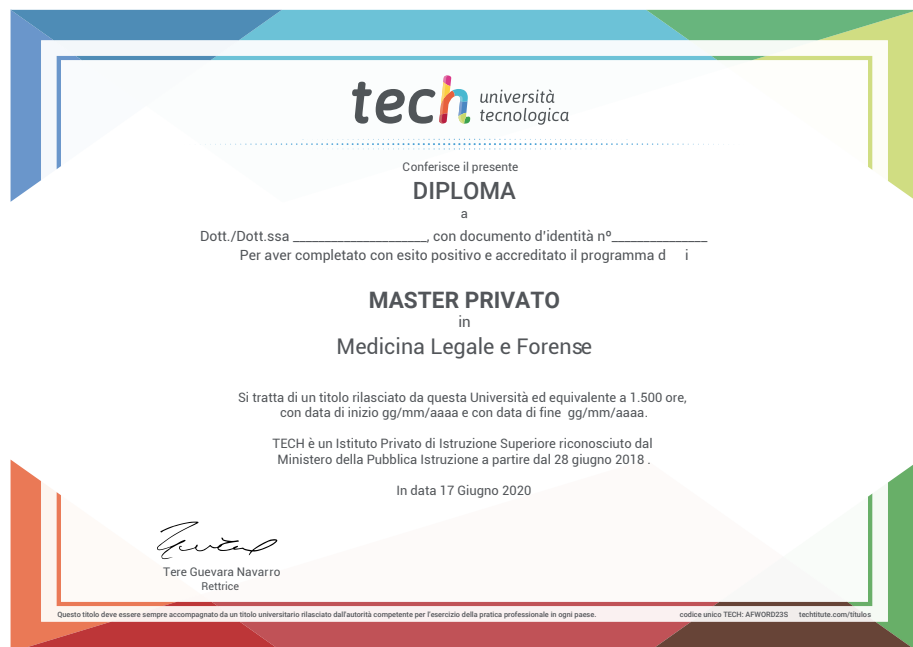 tech università
tecnologica
Conferisce il presente
DIPLOMA
a
Dott./Dott.ssa ____________________, con documento d'identità nº______________
Per aver completato con esito positivo e accreditato il programma d i
MASTER PRIVATO
in
Medicina Legale e Forense
Si tratta di un titolo rilasciato da questa Università ed equivalente a 1.500 ore,
con data di inizio gg/mm/aaaa e con data di fine gg/mm/aaaa.
TECH è un Istituto Privato di Istruzione Superiore riconosciuto dal
Ministero della Pubblica Istruzione a partire dal 28 giugno 2018 .
In data 17 Giugno 2020
Tere Guevara Navarro
Rettrice
Questo titolo deve essere sempre accompagnato da un titolo universitario rilasciato dall'autorità competente per l'esercizio della pratica professionale in ogni paese. codice unico TECH: AFWORD23S techtitute.com/títulos